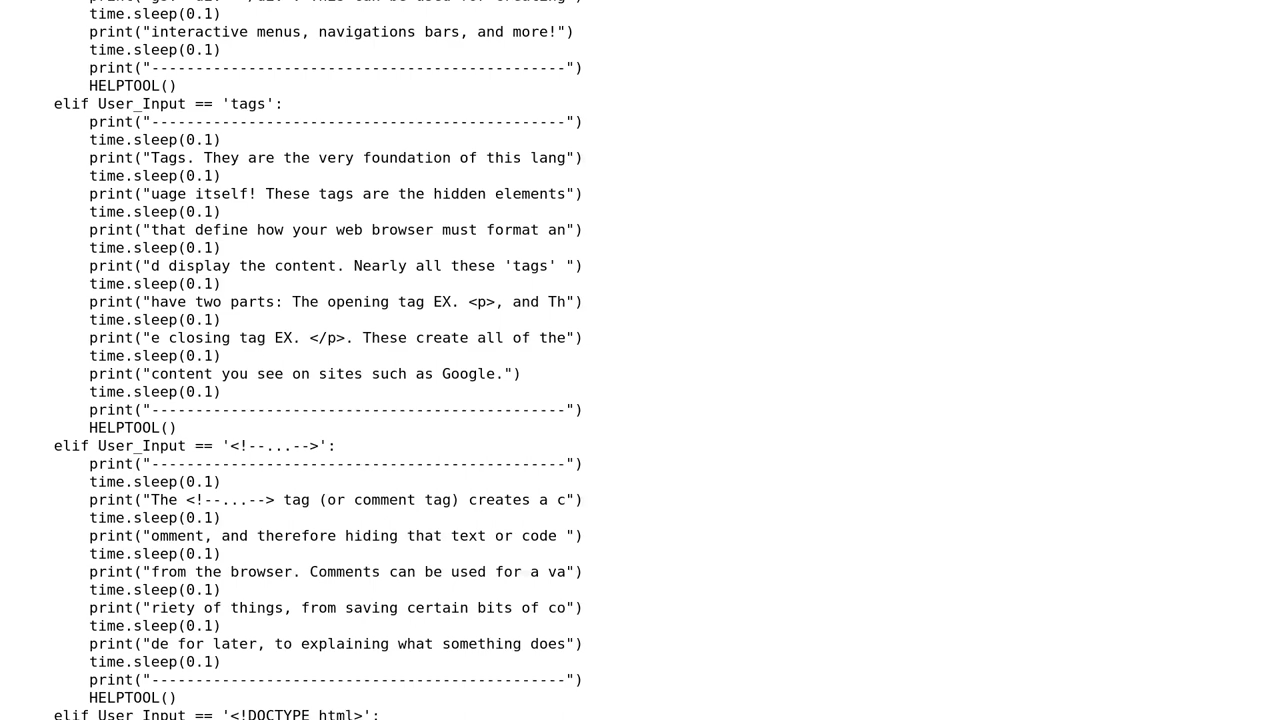 time.sleep(0.1)
print("interactive menus, navigations bars, and more!")
time.sleep(0.1)
print("-----------------------------------------------")
HELPTOOL()
elif User_Input == 'tags':
print("-----------------------------------------------")
time.sleep(0.1)
print("Tags. They are the very foundation of this lang")
time.sleep(0.1)
print("uage itself! These tags are the hidden elements")
time.sleep(0.1)
print("that define how your web browser must format an")
time.sleep(0.1)
print("d display the content. Nearly all these 'tags' ")
time.sleep(0.1)
print("have two parts: The opening tag EX. <p>, and Th")
time.sleep(0.1)
print("e closing tag EX. </p>. These create all of the")
time.sleep(0.1)
print("content you see on sites such as Google.")
time.sleep(0.1)
print("-----------------------------------------------")
HELPTOOL()
elif User_Input == '<!--...-->':
print("-----------------------------------------------")
time.sleep(0.1)
print("The <!--...--> tag (or comment tag) creates a c")
time.sleep(0.1)
print("omment, and therefore hiding that text or code ")
time.sleep(0.1)
print("from the browser. Comments can be used for a va")
time.sleep(0.1)
print("riety of things, from saving certain bits of co")
time.sleep(0.1)
print("de for later, to explaining what something does")
time.sleep(0.1)
print("-----------------------------------------------")
HELPTOOL()
elif User_Input == '<!DOCTYPE html>':